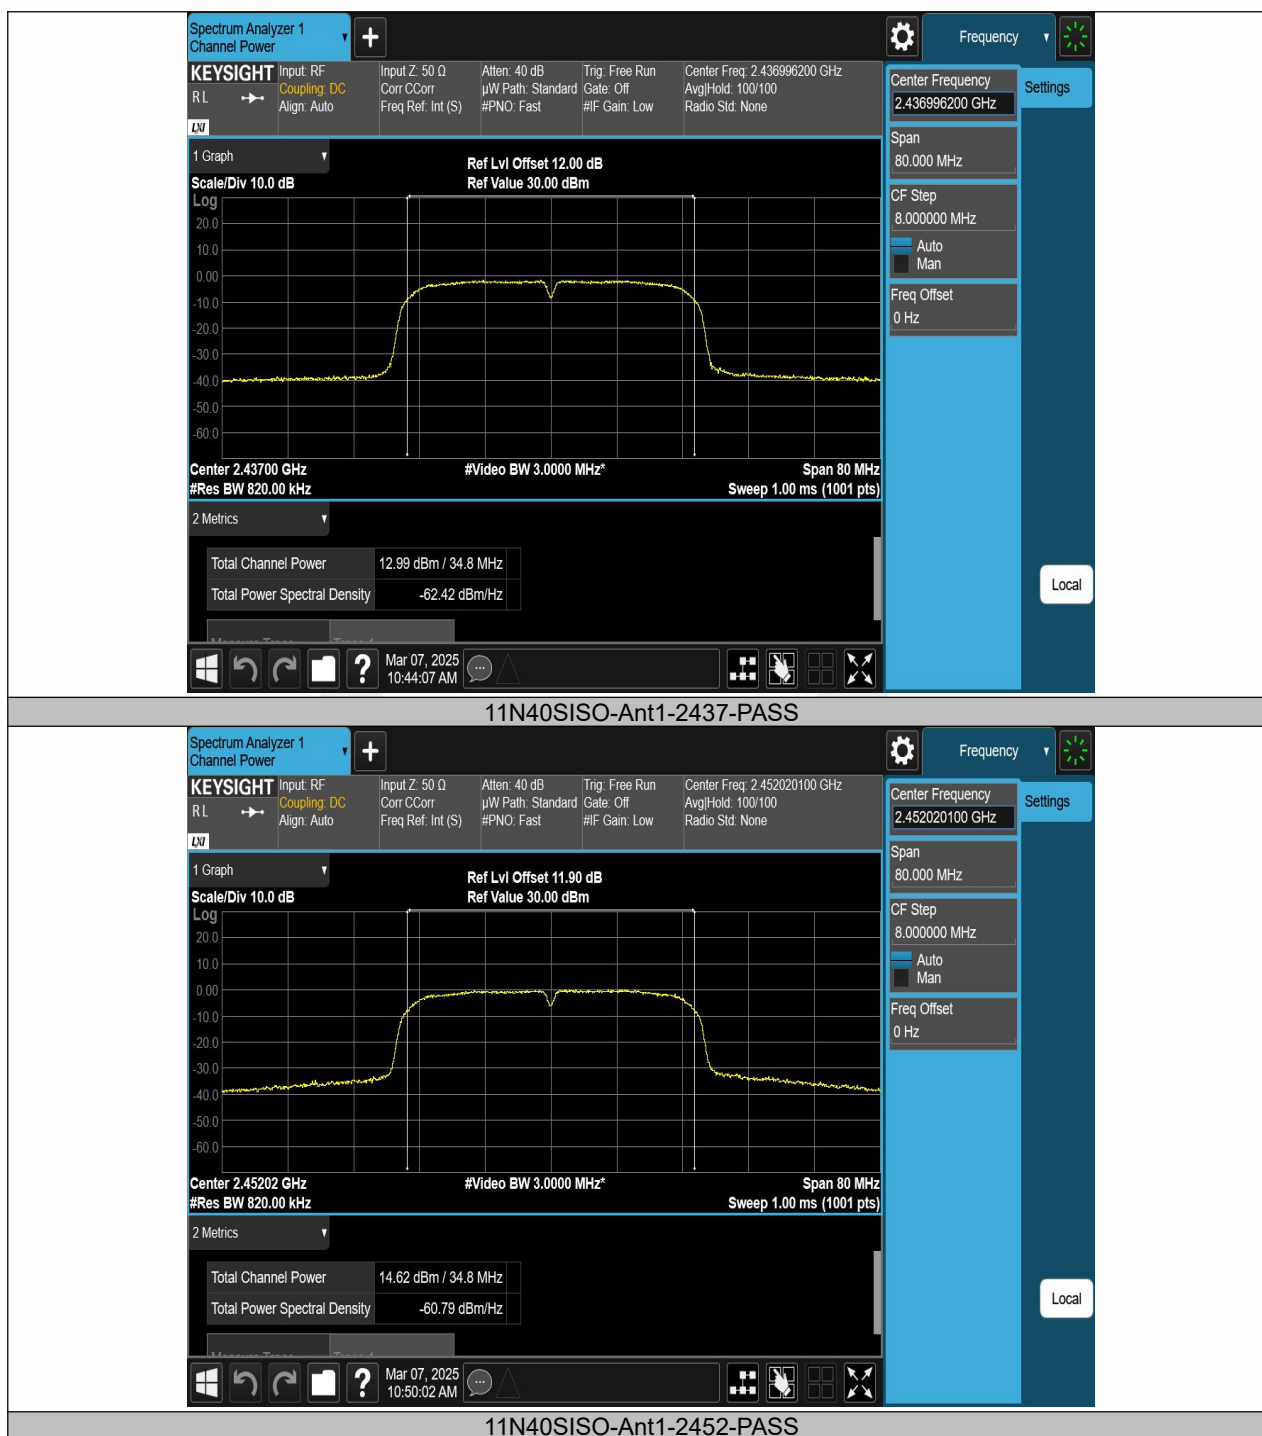 Spectrum Analyzer 1
Channel Power
+
Frequency
KEYSIGHT
R L
LXI
Input: RF
Coupling: DC
Align: Auto
Input Z: 50 Ω
Corr CCorr
Freq Ref: Int (S)
Atten: 40 dB
µW Path: Standard
#PNO: Fast
Trig: Free Run
Gate: Off
#IF Gain: Low
Center Freq: 2.436996200 GHz
Avg|Hold: 100/100
Radio Std: None
Center Frequency
2.436996200 GHz
Settings
Span
80.000 MHz
CF Step
8.000000 MHz
Auto
Man
Freq Offset
0 Hz
Local
1 Graph
Scale/Div 10.0 dB
Ref Lvl Offset 12.00 dB
Ref Value 30.00 dBm
Log
20.0
10.0
0.00
-10.0
-20.0
-30.0
-40.0
-50.0
-60.0
Center 2.43700 GHz
#Res BW 820.00 kHz
#Video BW 3.0000 MHz*
Span 80 MHz
Sweep 1.00 ms (1001 pts)
2 Metrics
Total Channel Power 12.99 dBm / 34.8 MHz
Total Power Spectral Density -62.42 dBm/Hz
?
Mar 07, 2025
10:44:07 AM
11N40SISO-Ant1-2437-PASS
Spectrum Analyzer 1
Channel Power
+
Frequency
KEYSIGHT
R L
LXI
Input: RF
Coupling: DC
Align: Auto
Input Z: 50 Ω
Corr CCorr
Freq Ref: Int (S)
Atten: 40 dB
µW Path: Standard
#PNO: Fast
Trig: Free Run
Gate: Off
#IF Gain: Low
Center Freq: 2.452020100 GHz
Avg|Hold: 100/100
Radio Std: None
Center Frequency
2.452020100 GHz
Settings
Span
80.000 MHz
CF Step
8.000000 MHz
Auto
Man
Freq Offset
0 Hz
Local
1 Graph
Scale/Div 10.0 dB
Ref Lvl Offset 11.90 dB
Ref Value 30.00 dBm
Log
20.0
10.0
0.00
-10.0
-20.0
-30.0
-40.0
-50.0
-60.0
Center 2.45202 GHz
#Res BW 820.00 kHz
#Video BW 3.0000 MHz*
Span 80 MHz
Sweep 1.00 ms (1001 pts)
2 Metrics
Total Channel Power 14.62 dBm / 34.8 MHz
Total Power Spectral Density -60.79 dBm/Hz
?
Mar 07, 2025
10:50:02 AM
11N40SISO-Ant1-2452-PASS